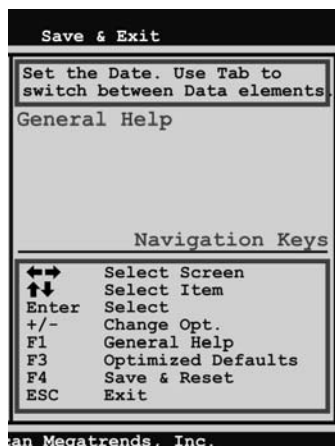 Save & Exit
Set the Date. Use Tab to
switch between Data elements.
General Help
Navigation Keys
Select Screen
Select Item
Enter Select
+/- Change Opt.
F1 General Help
F3 Optimized Defaults
F4 Save & Reset
ESC Exit
can Megatrends, Inc.